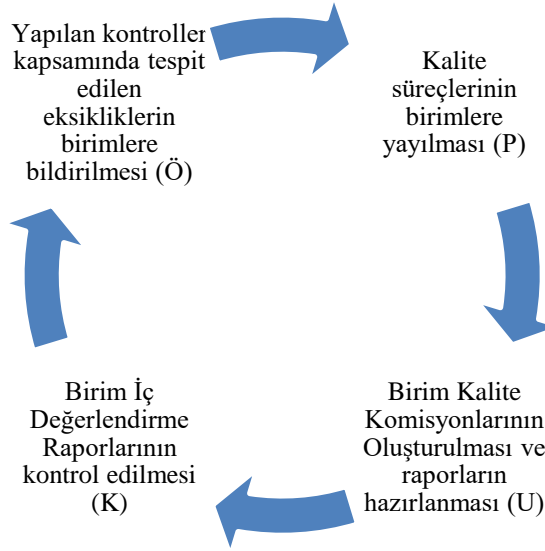 Yapılan kontroller
kapsamında tespit
edilen
eksikliklerin
birimlere
bildirilmesi (Ö)
Kalite
süreçlerinin
birimlere
yayılması (P)
Birim İç
Değerlendirme
Raporlarının
kontrol edilmesi
(K)
Birim Kalite
Komisyonlarının
Oluşturulması ve
raporların
hazırlanması (U)